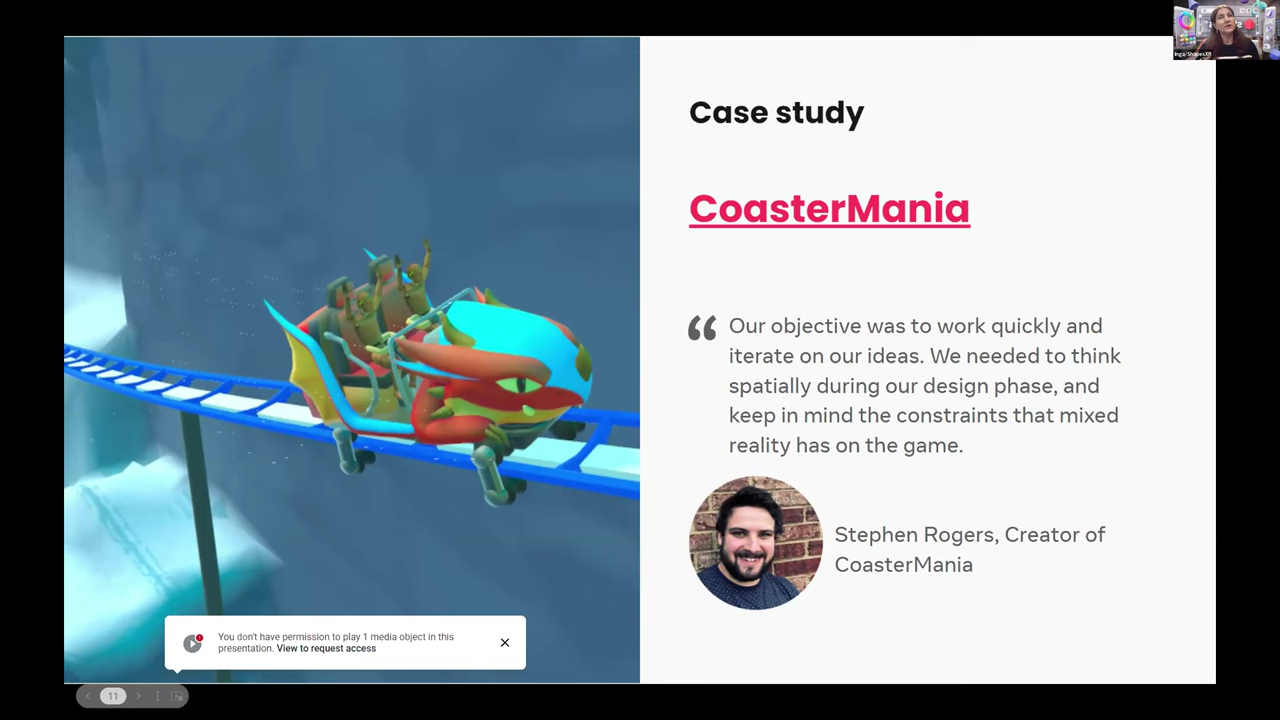 Inga/ShapesXR
Case study
CoasterMania
“ Our objective was to work quickly and
iterate on our ideas. We needed to think
spatially during our design phase, and
keep in mind the constraints that mixed
reality has on the game.
Stephen Rogers, Creator of
CoasterMania
You don't have permission to play 1 media object in this
presentation. View to request access
11